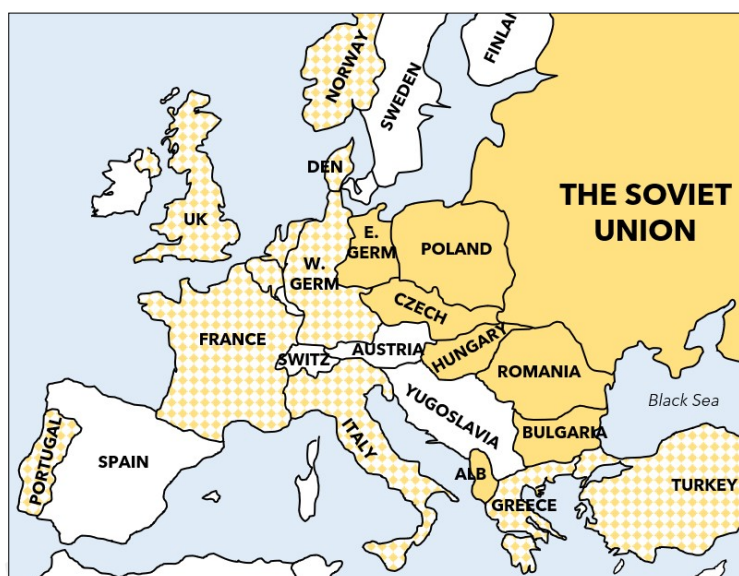 NORWAY
SWEDEN
FINLA
DEN
UK
THE SOVIET
UNION
E.
GERM
POLAND
W.
GERM
CZECH
FRANCE
SWITZ
AUSTRIA
HUNGARY
ROMANIA
YUGOSLAVIA
Black Sea
ITALY
BULGARIA
PORTUGAL
SPAIN
ALB
GREECE
TURKEY